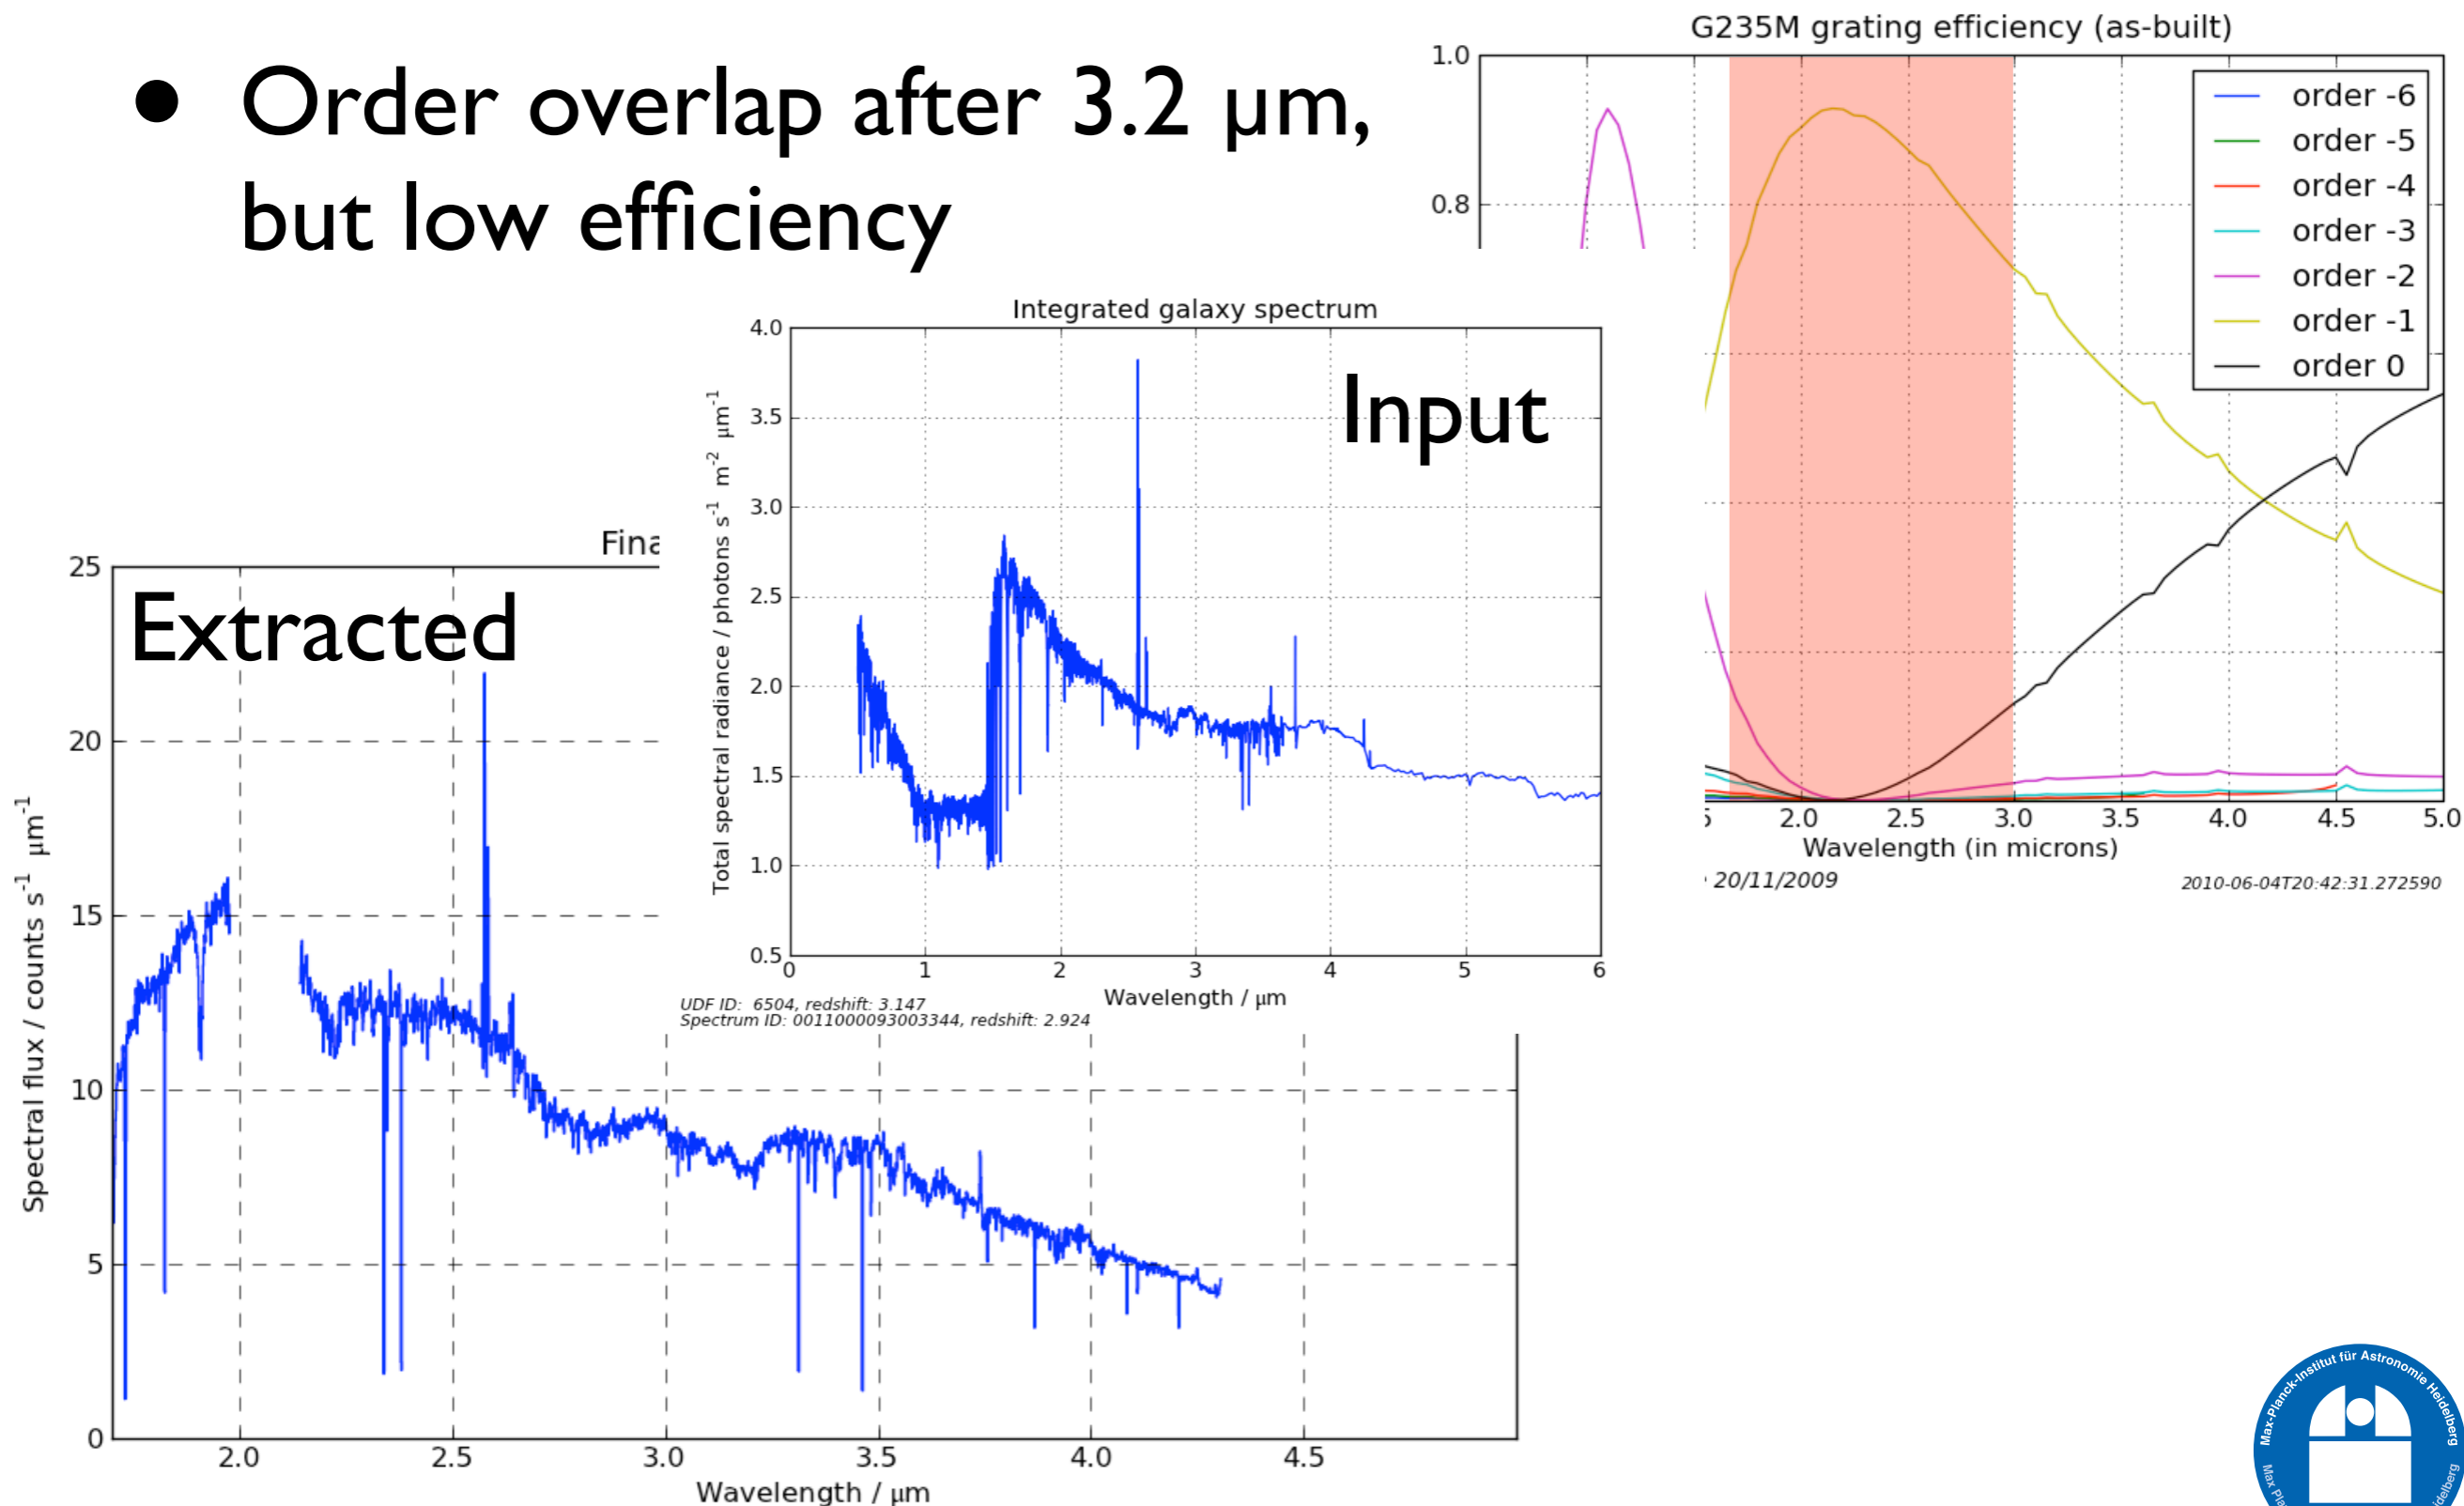 • Order overlap after 3.2 μm,
but low efficiency
G235M grating efficiency (as-built)
1.0
0.8
order -6
order -5
order -4
order -3
order -2
order -1
order 0
2.0 2.5 3.0 3.5 4.0 4.5 5.0
Wavelength (in microns)
20/11/2009
2010-06-04T20:42:31.272590
Integrated galaxy spectrum
Input
Total spectral radiance / photons s-1 m-2 μm-1
4.0
3.5
3.0
2.5
2.0
1.5
1.0
0.5
0 1 2 3 4 5 6
Wavelength / μm
UDF ID: 6504, redshift: 3.147
Spectrum ID: 0011000093003344, redshift: 2.924
Fina
Extracted
Spectral flux / counts s-1 μm-1
25
20
15
10
5
0
2.0 2.5 3.0 3.5 4.0 4.5
Wavelength / μm
Max-Planck-Institut für Astronomie Heidelberg